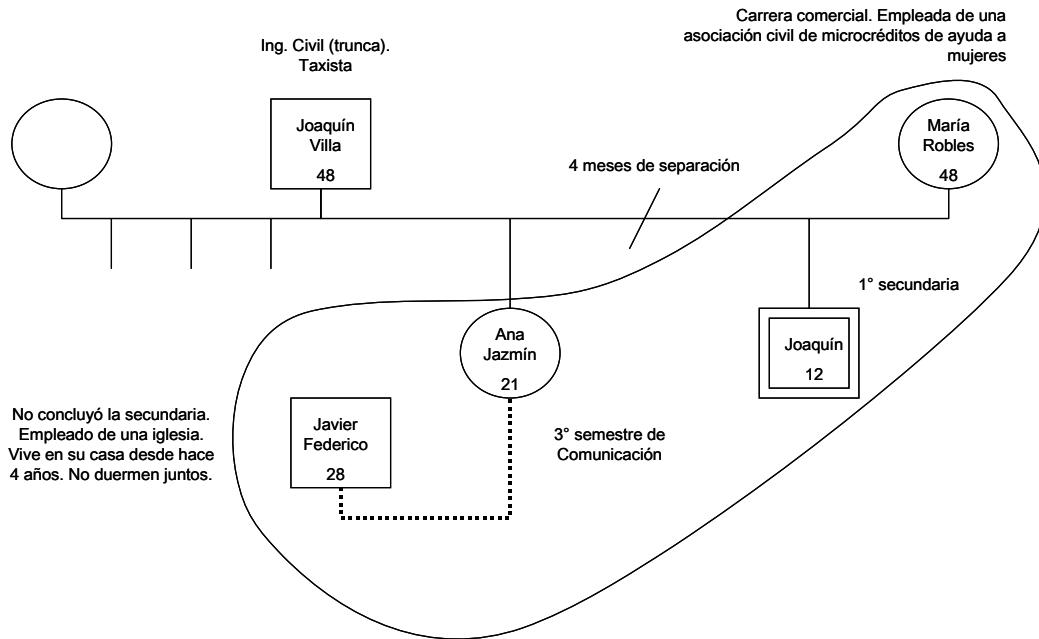 Carrera comercial. Empleada de una
asociación civil de microcréditos de ayuda a
mujeres
Ing. Civil (trunca).
Taxista
Joaquín
Villa
48
María
Robles
48
4 meses de separación
1° secundaria
Ana
Jazmín
21
Joaquín
12
No concluyó la secundaria.
Empleado de una iglesia.
Vive en su casa desde hace
4 años. No duermen juntos.
Javier
Federico
28
3° semestre de
Comunicación